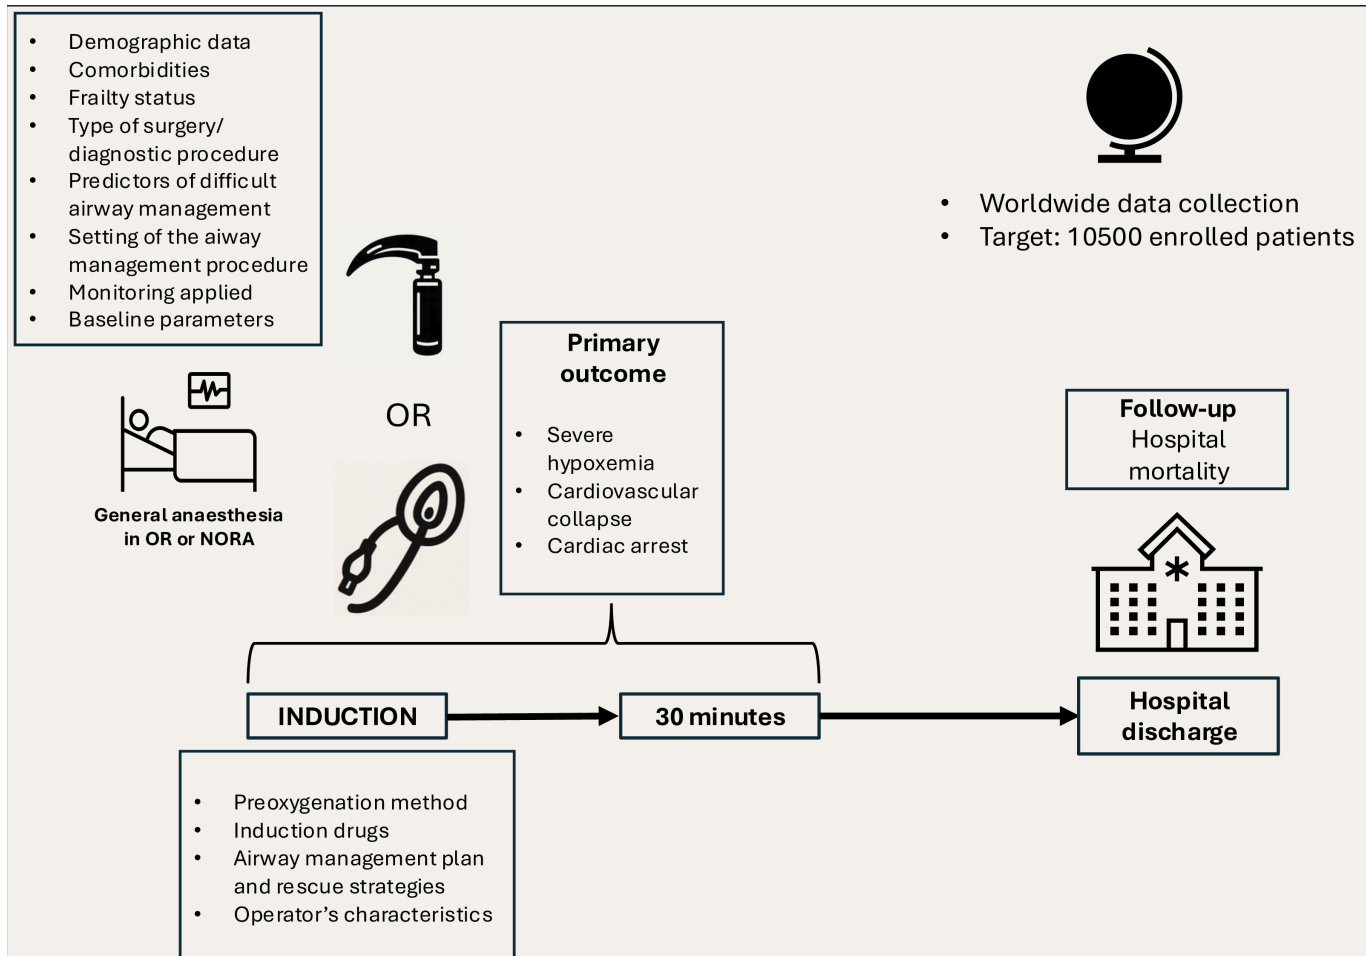 • Demographic data
• Comorbidities
• Frailty status
• Type of surgery/
diagnostic procedure
• Predictors of difficult
airway management
• Setting of the aiway
management procedure
• Monitoring applied
• Baseline parameters
• Worldwide data collection
• Target: 10500 enrolled patients
General anaesthesia
in OR or NORA
OR
Primary
outcome
• Severe
hypoxemia
• Cardiovascular
collapse
• Cardiac arrest
Follow-up
Hospital
mortality
INDUCTION
30 minutes
Hospital
discharge
• Preoxygenation method
• Induction drugs
• Airway management plan
and rescue strategies
• Operator’s characteristics